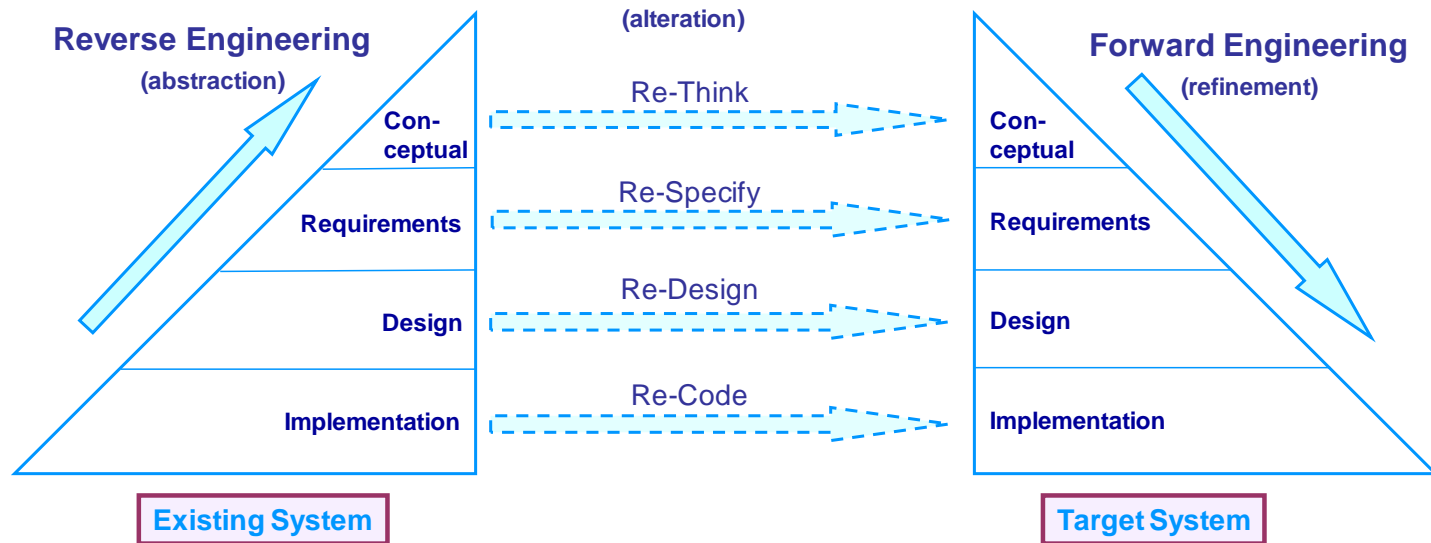 (alteration)
Reverse Engineering
(abstraction)
Forward Engineering
(refinement)
Re-Think
Con-
ceptual
Con-
ceptual
Re-Specify
Requirements
Requirements
Re-Design
Design
Design
Re-Code
Implementation
Implementation
Existing System
Target System